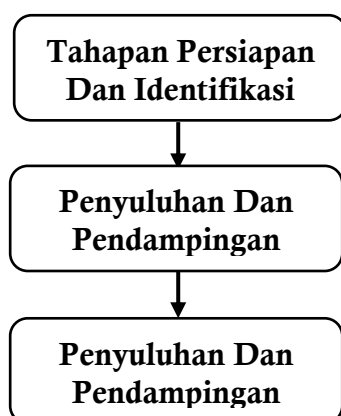 Tahapan Persiapan
Dan Identifikasi
Penyuluhan Dan
Pendampingan
Penyuluhan Dan
Pendampingan